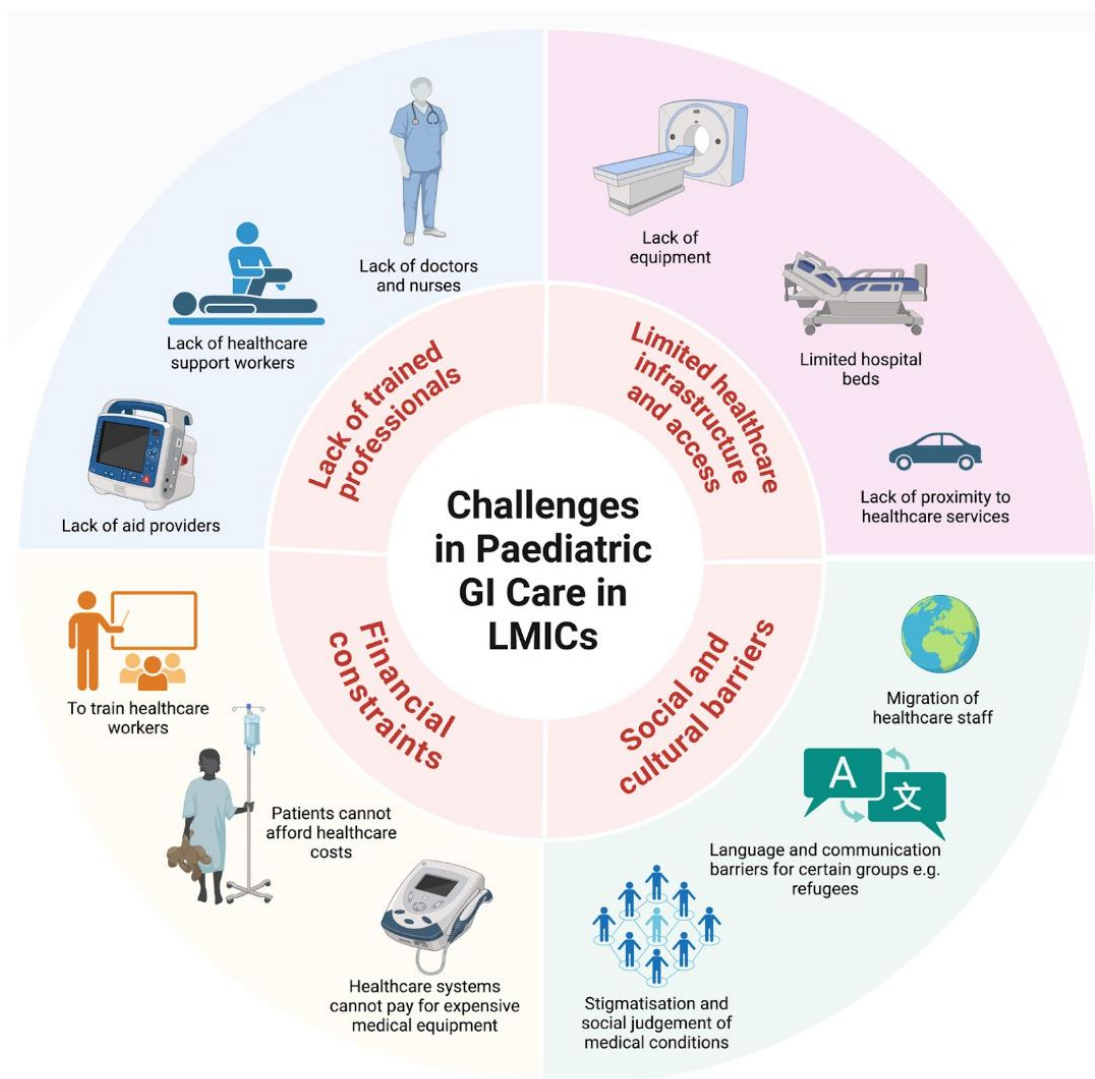 Challenges
in Paediatric
GI Care in
LMICs
Lack of trained
professionals
Lack of doctors
and nurses
Lack of healthcare
support workers
Lack of aid providers
Limited healthcare
infrastructure
and access
Lack of
equipment
Limited hospital
beds
Lack of proximity to
healthcare services
Financial
constraints
To train healthcare
workers
Patients cannot
afford healthcare
costs
Healthcare systems
cannot pay for expensive
medical equipment
Social and
cultural barriers
Migration of
healthcare staff
A
文
Language and communication
barriers for certain groups e.g.
refugees
Stigmatisation and
social judgement of
medical conditions